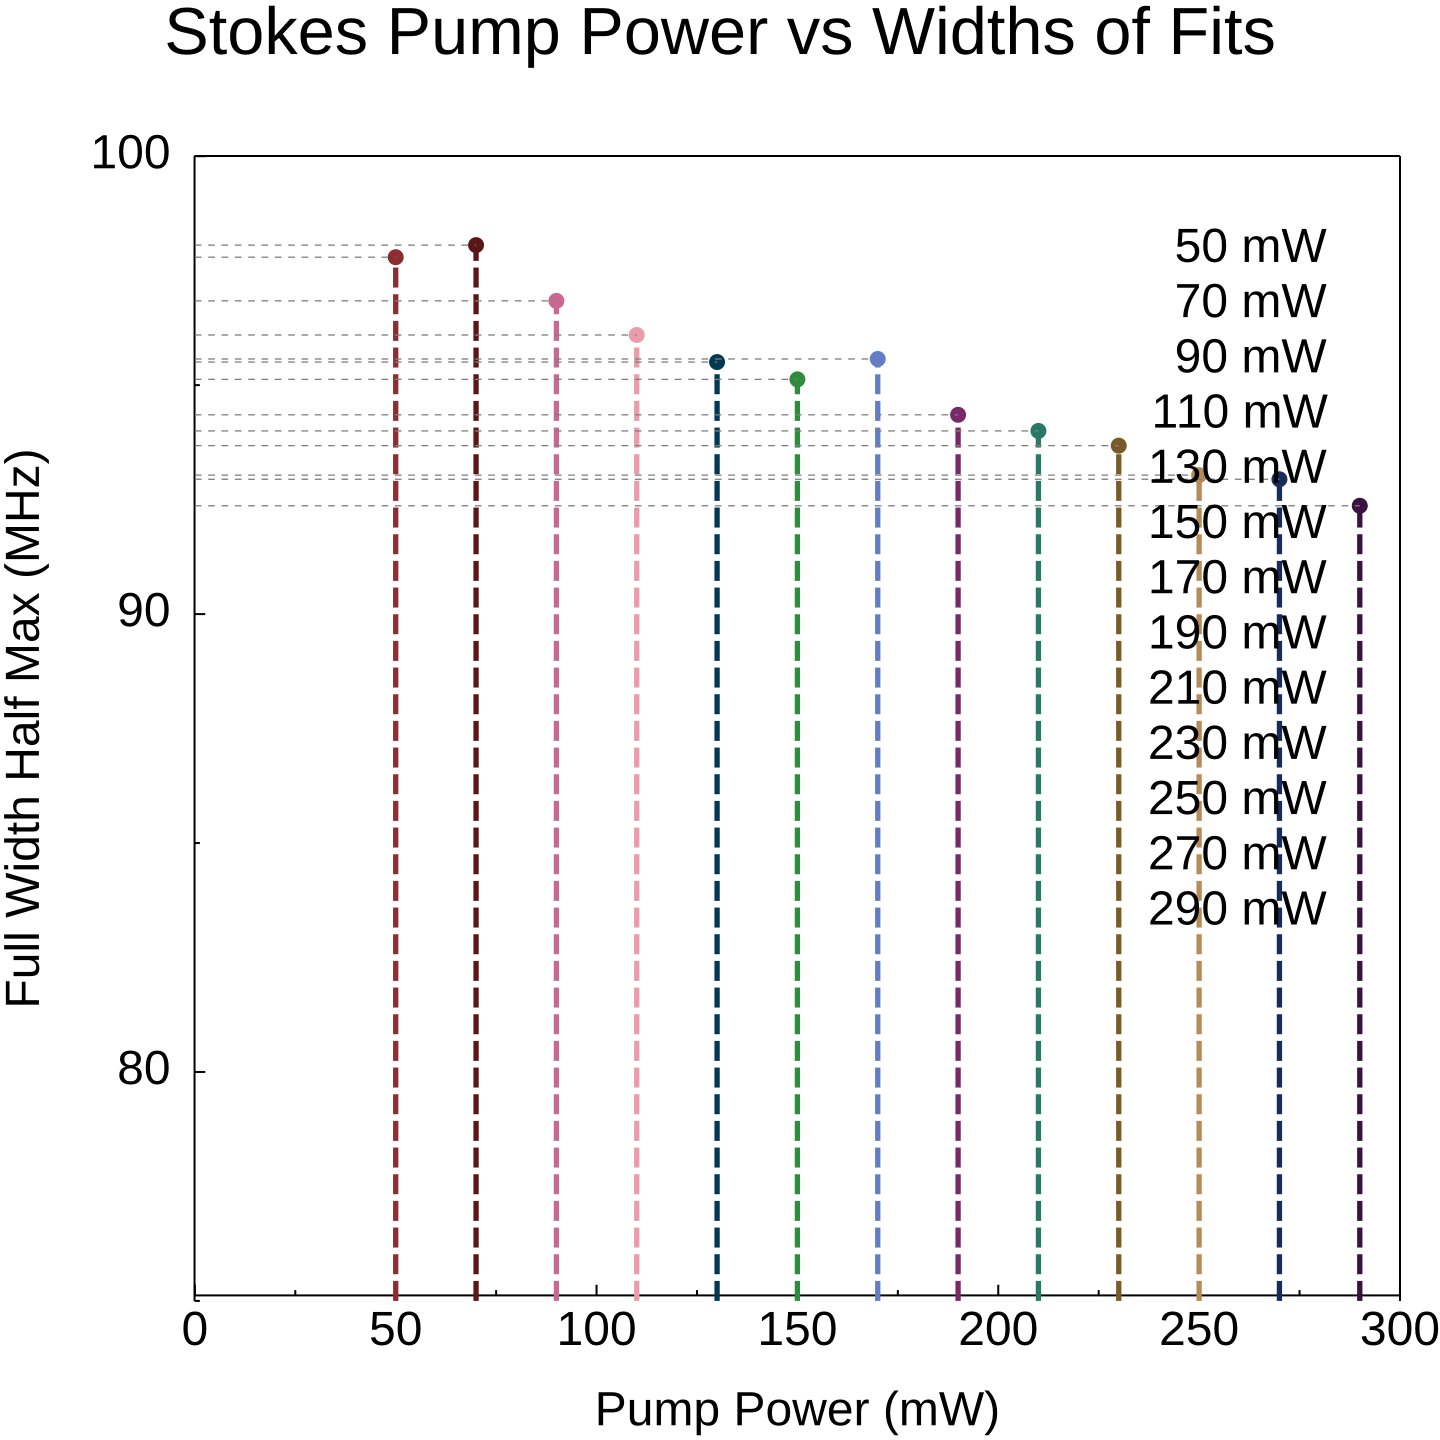 Stokes Pump Power vs Widths of Fits
100
90
80
Full Width Half Max (MHz)
50 mW
70 mW
90 mW
110 mW
130 mW
150 mW
170 mW
190 mW
210 mW
230 mW
250 mW
270 mW
290 mW
0 50 100 150 200 250 300
Pump Power (mW)